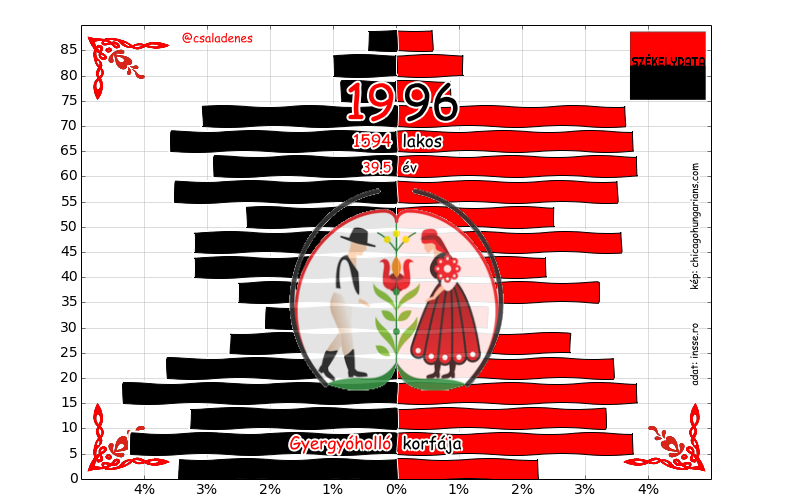 @csaladenes
SZÉKELYDATA
1996
1594 lakos
39.5 év
kép: chicagohungarians.com
adat: insse.ro
Gyergyóholló korfája
85
80
75
70
65
60
55
50
45
40
35
30
25
20
15
10
5
0
4% 3% 2% 1% 0% 1% 2% 3% 4%